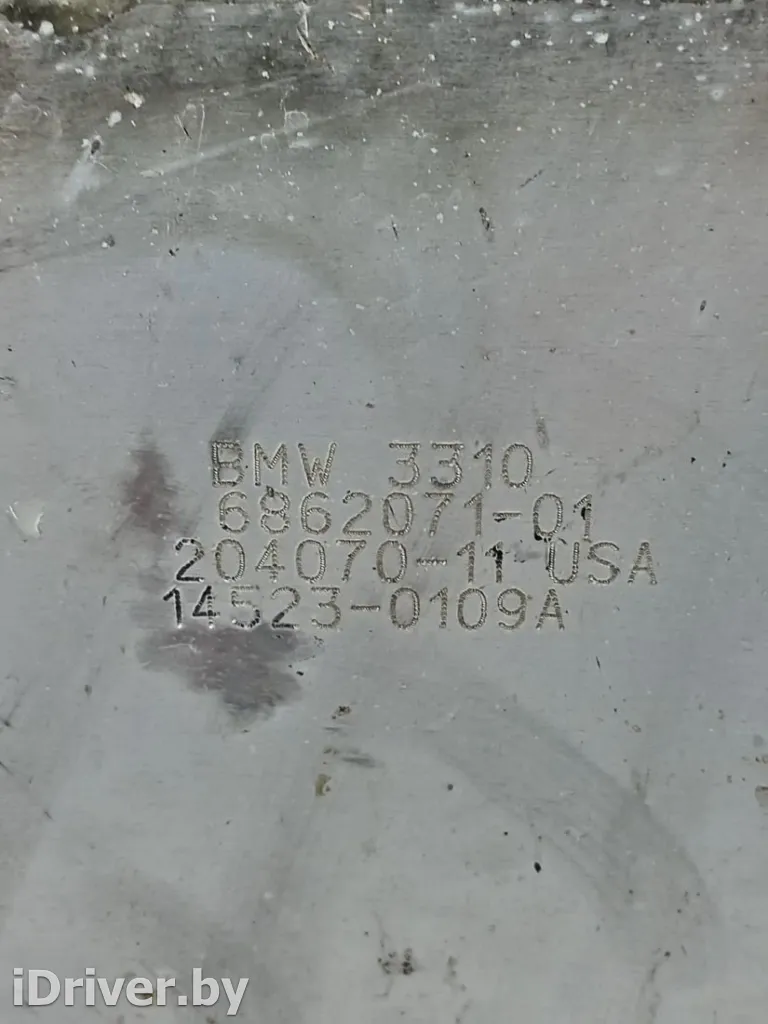 BMW 3310
6862071-01
204070-11 USA
14523-0109A
iDriver.by